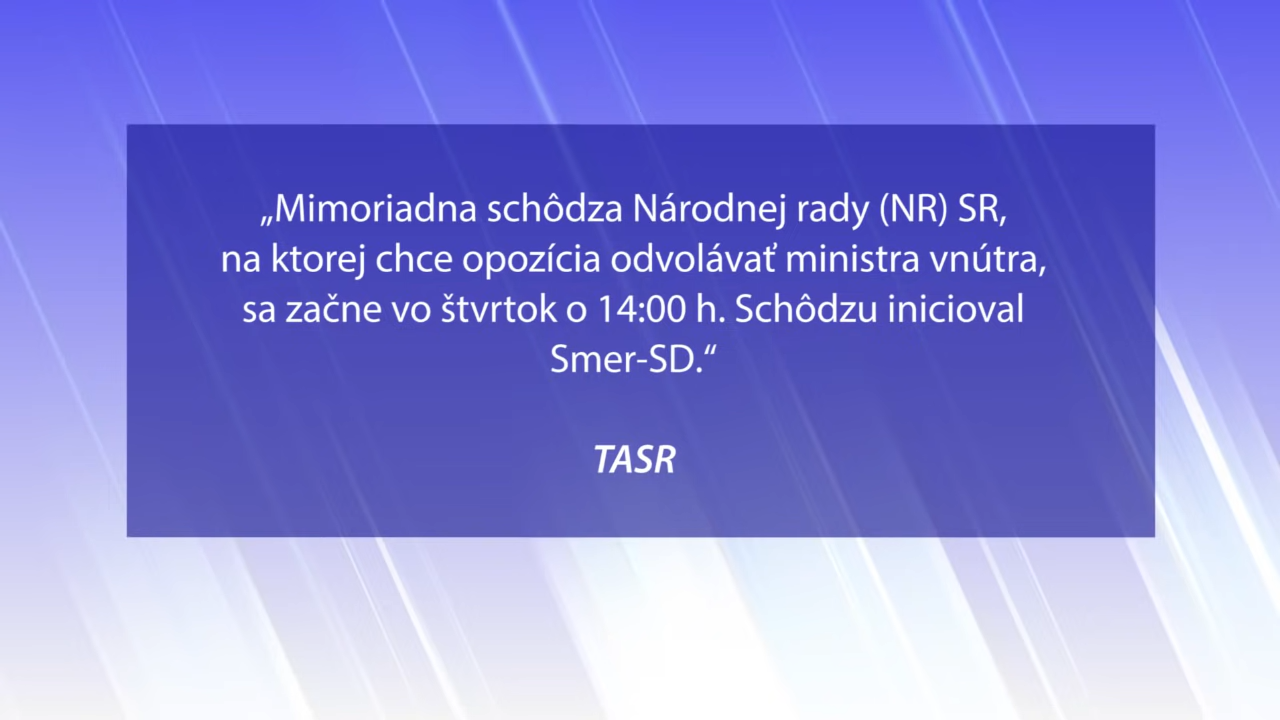 „Mimoriadna schôdza Národnej rady (NR) SR,
na ktorej chce opozícia odvolávať ministra vnútra,
sa začne vo štvrtok o 14:00 h. Schôdzu inicioval
Smer-SD.“
TASR